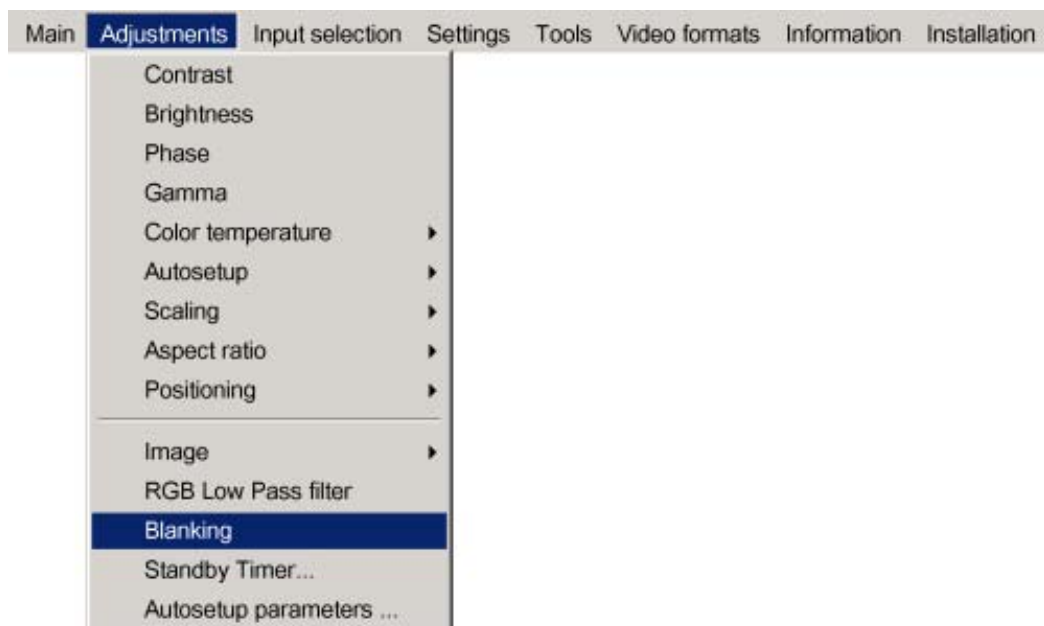 Main Adjustments Input selection Settings Tools Video formats Information Installation
Contrast
Brightness
Phase
Gamma
Color temperature
Autosetup
Scaling
Aspect ratio
Positioning
Image
RGB Low Pass filter
Blanking
Standby Timer...
Autosetup parameters ...